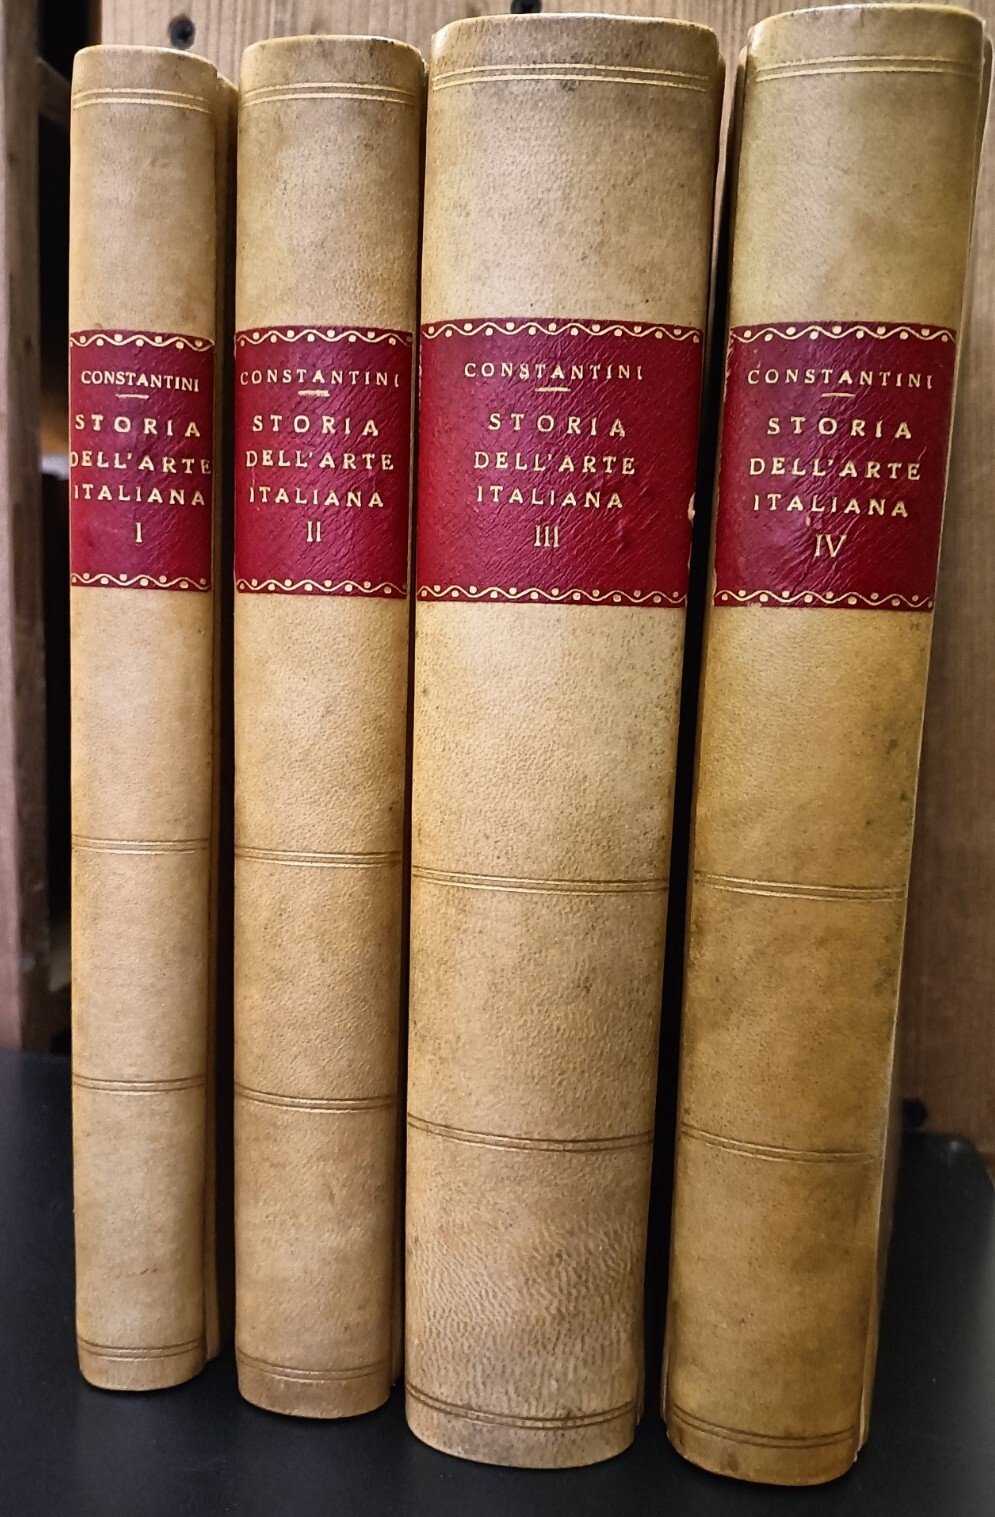 CONSTANTINI
STORIA
DELL'ARTE
ITALIANA
I
CONSTANTINI
STORIA
DELL'ARTE
ITALIANA
II
CONSTANTINI
STORIA
DELL'ARTE
ITALIANA
III
CONSTANTINI
STORIA
DELL'ARTE
ITALIANA
IV